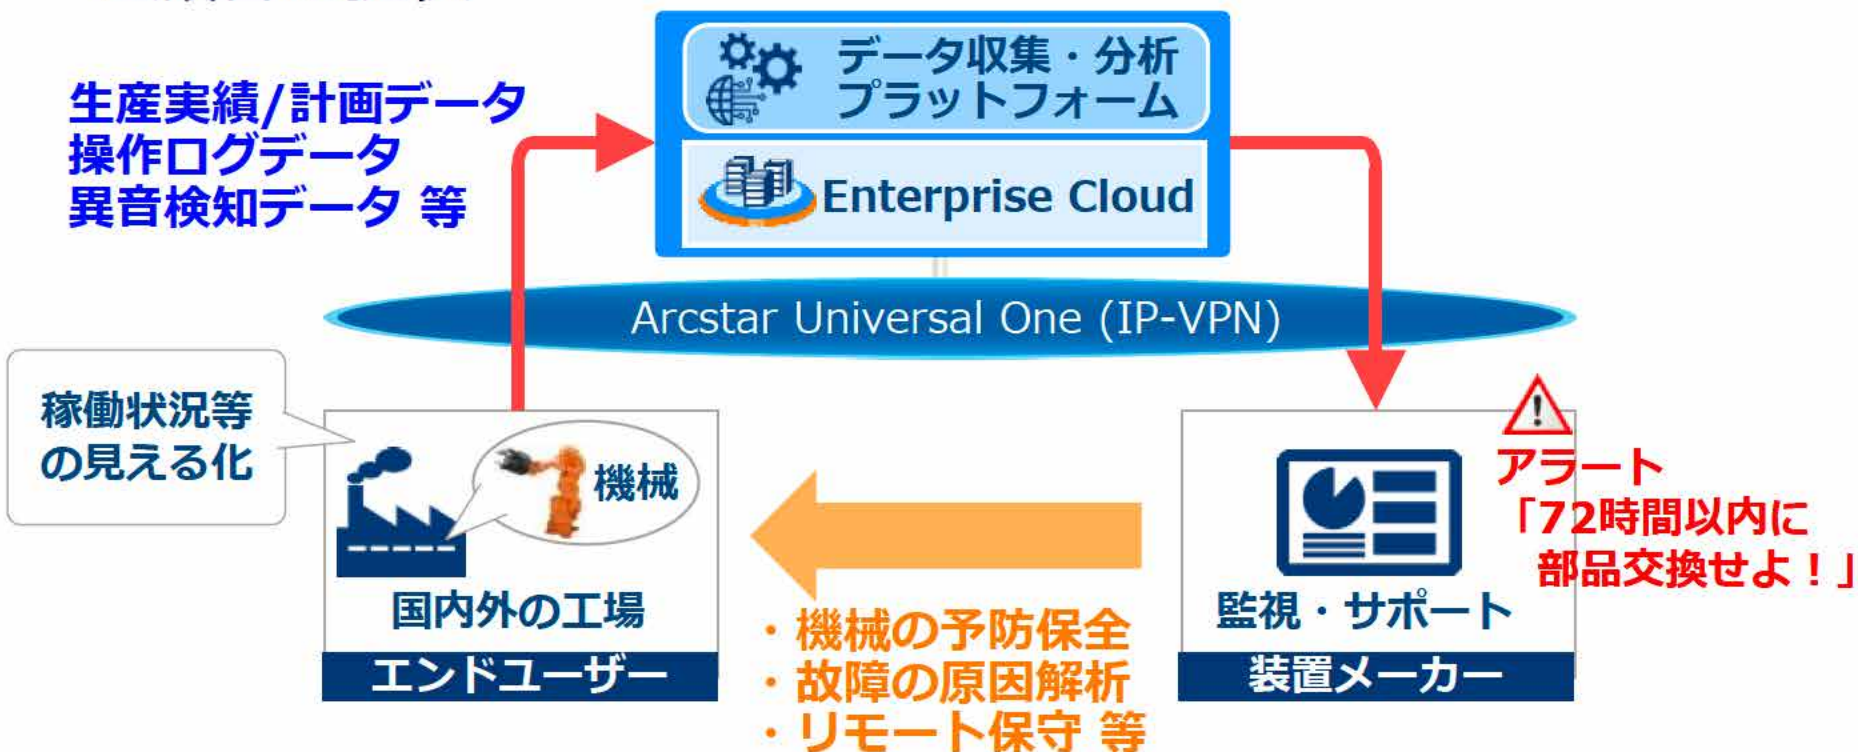 データ収集・分析
プラットフォーム
Enterprise Cloud
生産実績/計画データ
操作ログデータ
異音検知データ 等
Arcstar Universal One (IP-VPN)
稼働状況等
の見える化
機械
国内外の工場
エンドユーザー
・機械の予防保全
・故障の原因解析
・リモート保守 等
アラート
「72時間以内に
部品交換せよ！」
監視・サポート
装置メーカー